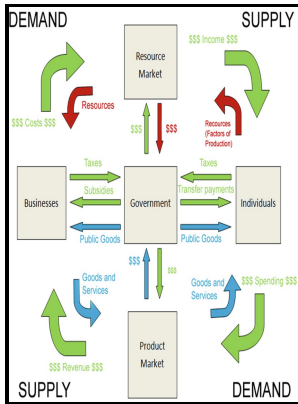 DEMAND
SUPPLY
Resource
Market
$$$ Income $$$
Resources
$$$ Costs $$$
$$$
$$$
Recources
(Factors of
Production)
Taxes
Taxes
Businesses
Subsidies
Government
Transfer payments
Individuals
Public Goods
Public Goods
Goods and
Services
$$$
$$$
Goods and
Services
$$$ Spending $$$
Product
Market
$$$ Revenue $$$
SUPPLY
DEMAND